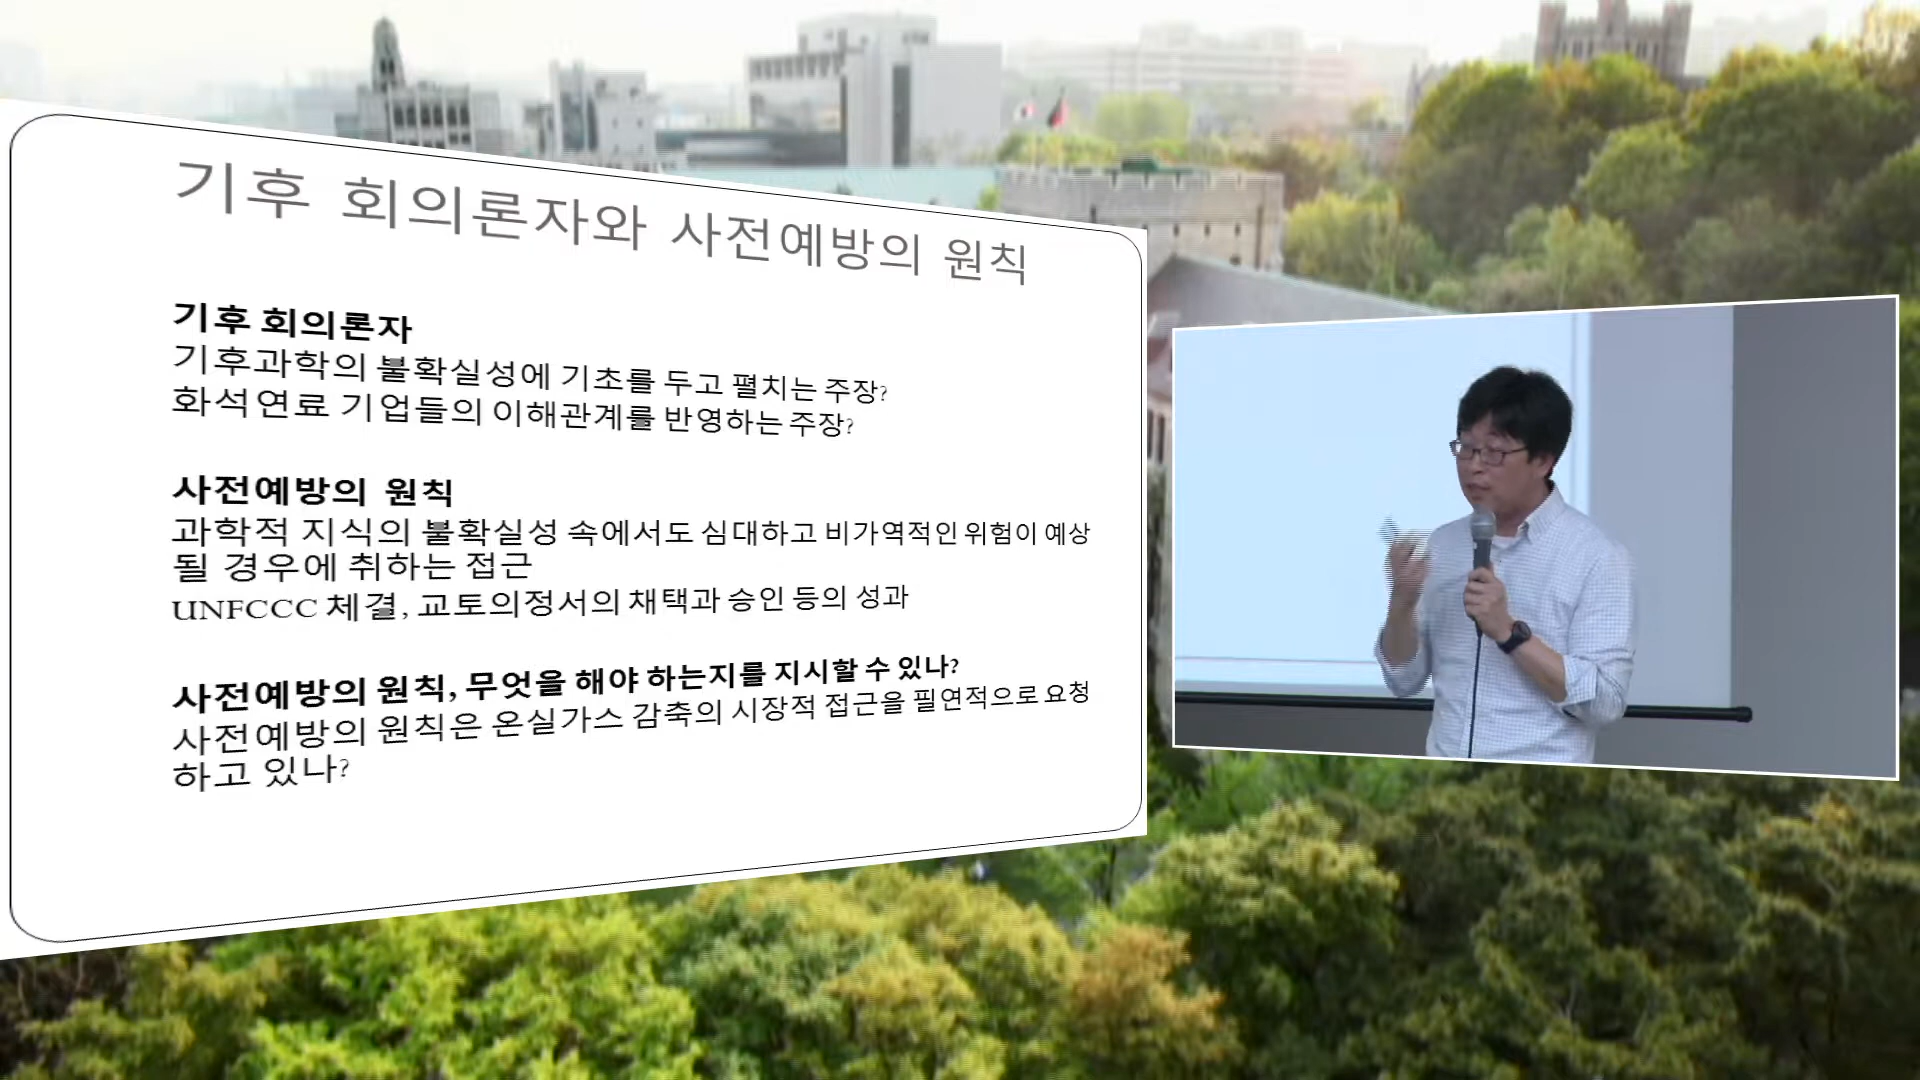 기후 회의론자와 사전예방의 원칙
기후 회의론자
기후과학의 불확실성에 기초를 두고 펼치는 주장?
화석연료 기업들의 이해관계를 반영하는 주장?
사전예방의 원칙
과학적 지식의 불확실성 속에서도 심대하고 비가역적인 위험이 예상
될 경우에 취하는 접근
UNFCCC 체결, 교토의정서의 채택과 승인 등의 성과
사전예방의 원칙, 무엇을 해야 하는지를 지시할 수 있나?
사전예방의 원칙은 온실가스 감축의 시장적 접근을 필연적으로 요청
하고 있나?